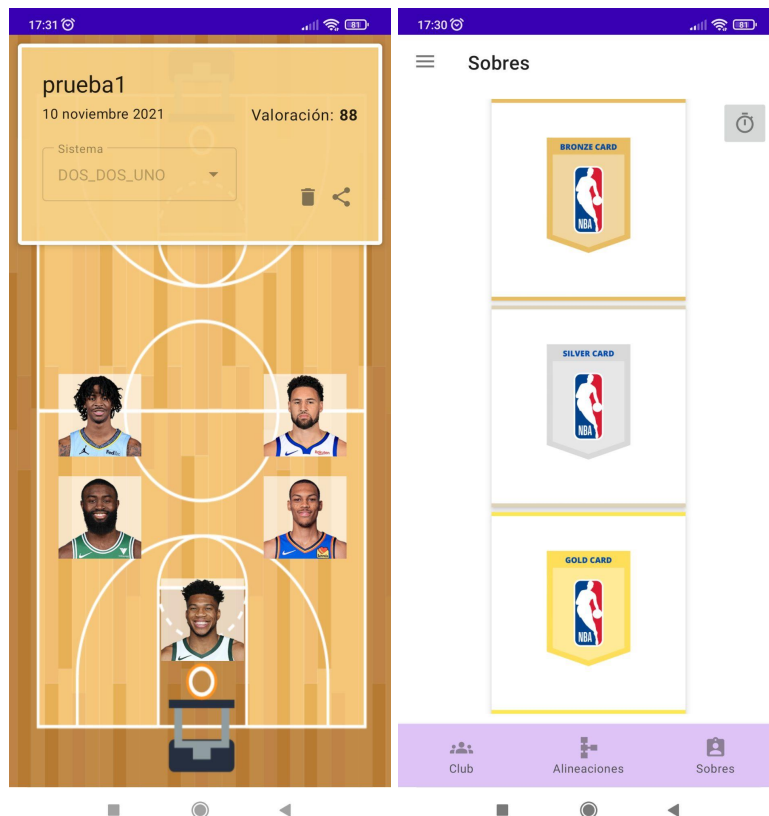 17:31
81
prueba1
10 noviembre 2021
Valoración: 88
Sistema
DOS_DOS_UNO
17:30
81
Sobres
BRONZE CARD
NBA
SILVER CARD
NBA
GOLD CARD
NBA
Club
Alineaciones
Sobres